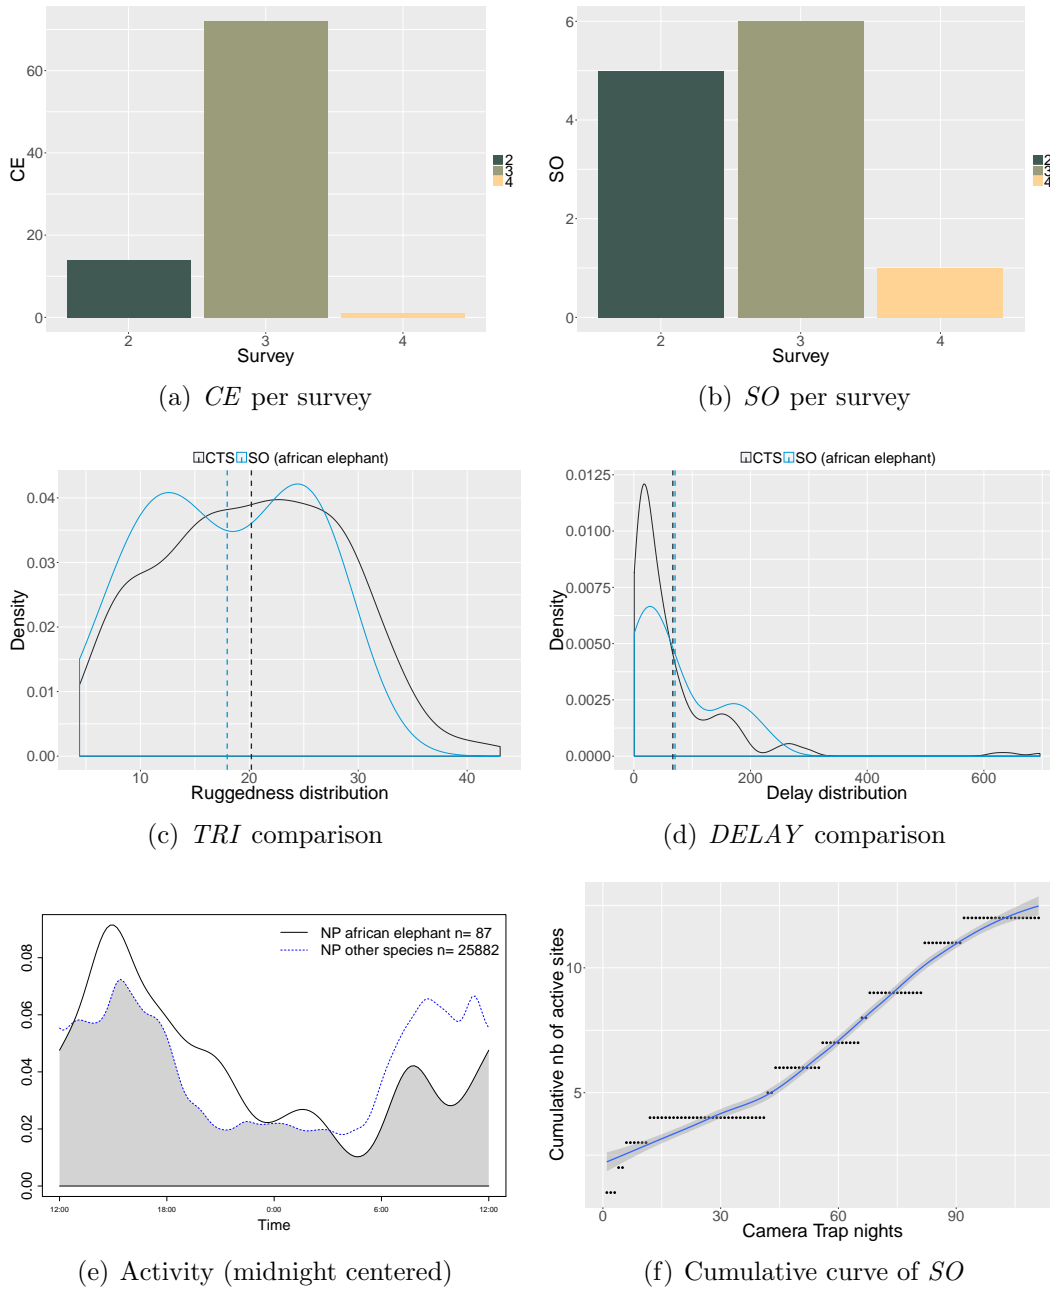 CE
60
40
20
0
2 3 4
Survey
2
3
4
(a) CE per survey
SO
6
4
2
0
2 3 4
Survey
2
3
4
(b) SO per survey
CTS SO (african elephant)
Density
0.04
0.03
0.02
0.01
0.00
10 20 30 40
Ruggedness distribution
(c) TRI comparison
CTS SO (african elephant)
Density
0.0125
0.0100
0.0075
0.0050
0.0025
0.0000
0 200 400 600
Delay distribution
(d) DELAY comparison
NP african elephant n= 87
NP other species n= 25882
0.08
0.06
0.04
0.02
0.00
12:00 18:00 0:00 6:00 12:00
Time
(e) Activity (midnight centered)
Cumulative nb of active sites
10
5
0 30 60 90
Camera Trap nights
(f) Cumulative curve of SO